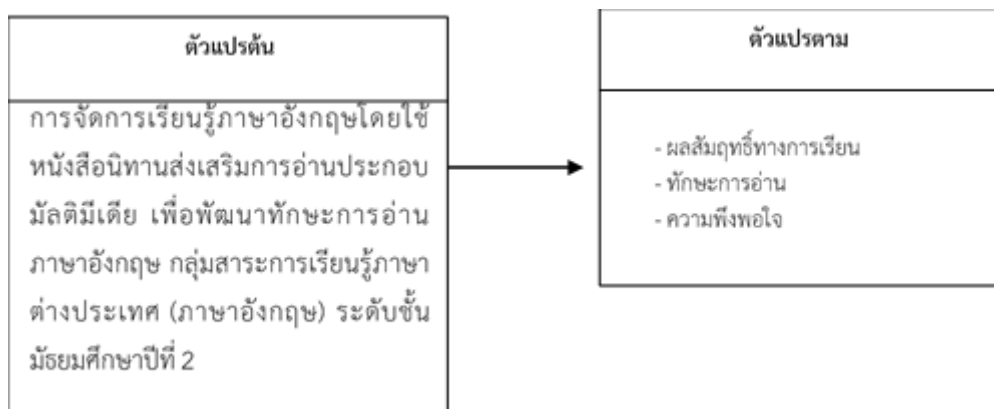 ตัวแปรต้น
การจัดการเรียนรู้ภาษาอังกฤษโดยใช้
หนังสือนิทานส่งเสริมการอ่านประกอบ
มัลติมีเดีย เพื่อพัฒนาทักษะการอ่าน
ภาษาอังกฤษ กลุ่มสาระการเรียนรู้ภาษา
ต่างประเทศ (ภาษาอังกฤษ) ระดับชั้น
มัธยมศึกษาปีที่ 2
ตัวแปรตาม
- ผลสัมฤทธิ์ทางการเรียน
- ทักษะการอ่าน
- ความพึงพอใจ